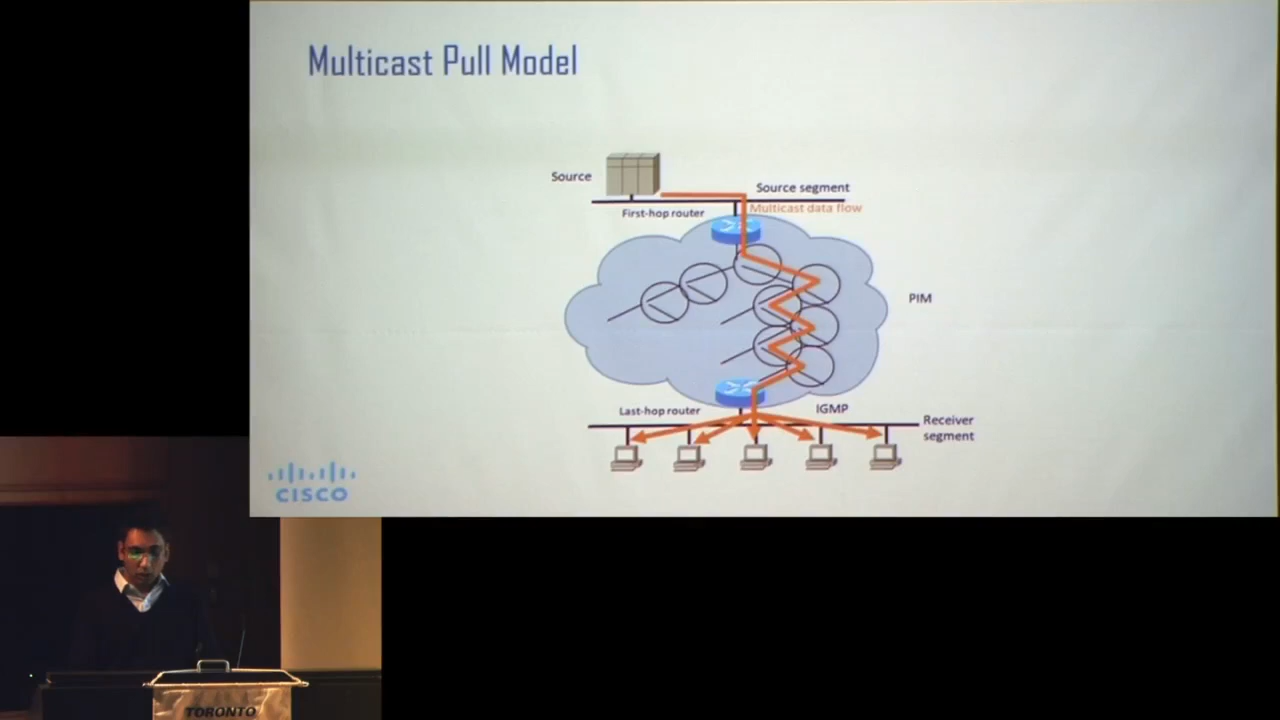 Multicast Pull Model
Source
Source segment
Multicast data flow
First-hop router
PIM
Last-hop router
IGMP
Receiver
segment
CISCO
TORONTO